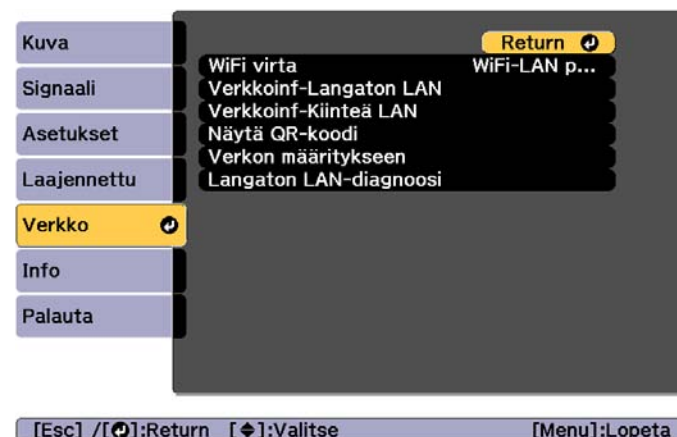 Kuva
Signaali
Asetukset
Laajennettu
Verkko
Info
Palauta
Return
WiFi virta WiFi-LAN p...
Verkkoinf-Langaton LAN
Verkkoinf-Kiinteä LAN
Näytä QR-koodi
Verkon määritykseen
Langaton LAN-diagnoosi
[Esc] /[↵]:Return [◆]:Valitse [Menu]:Lopeta